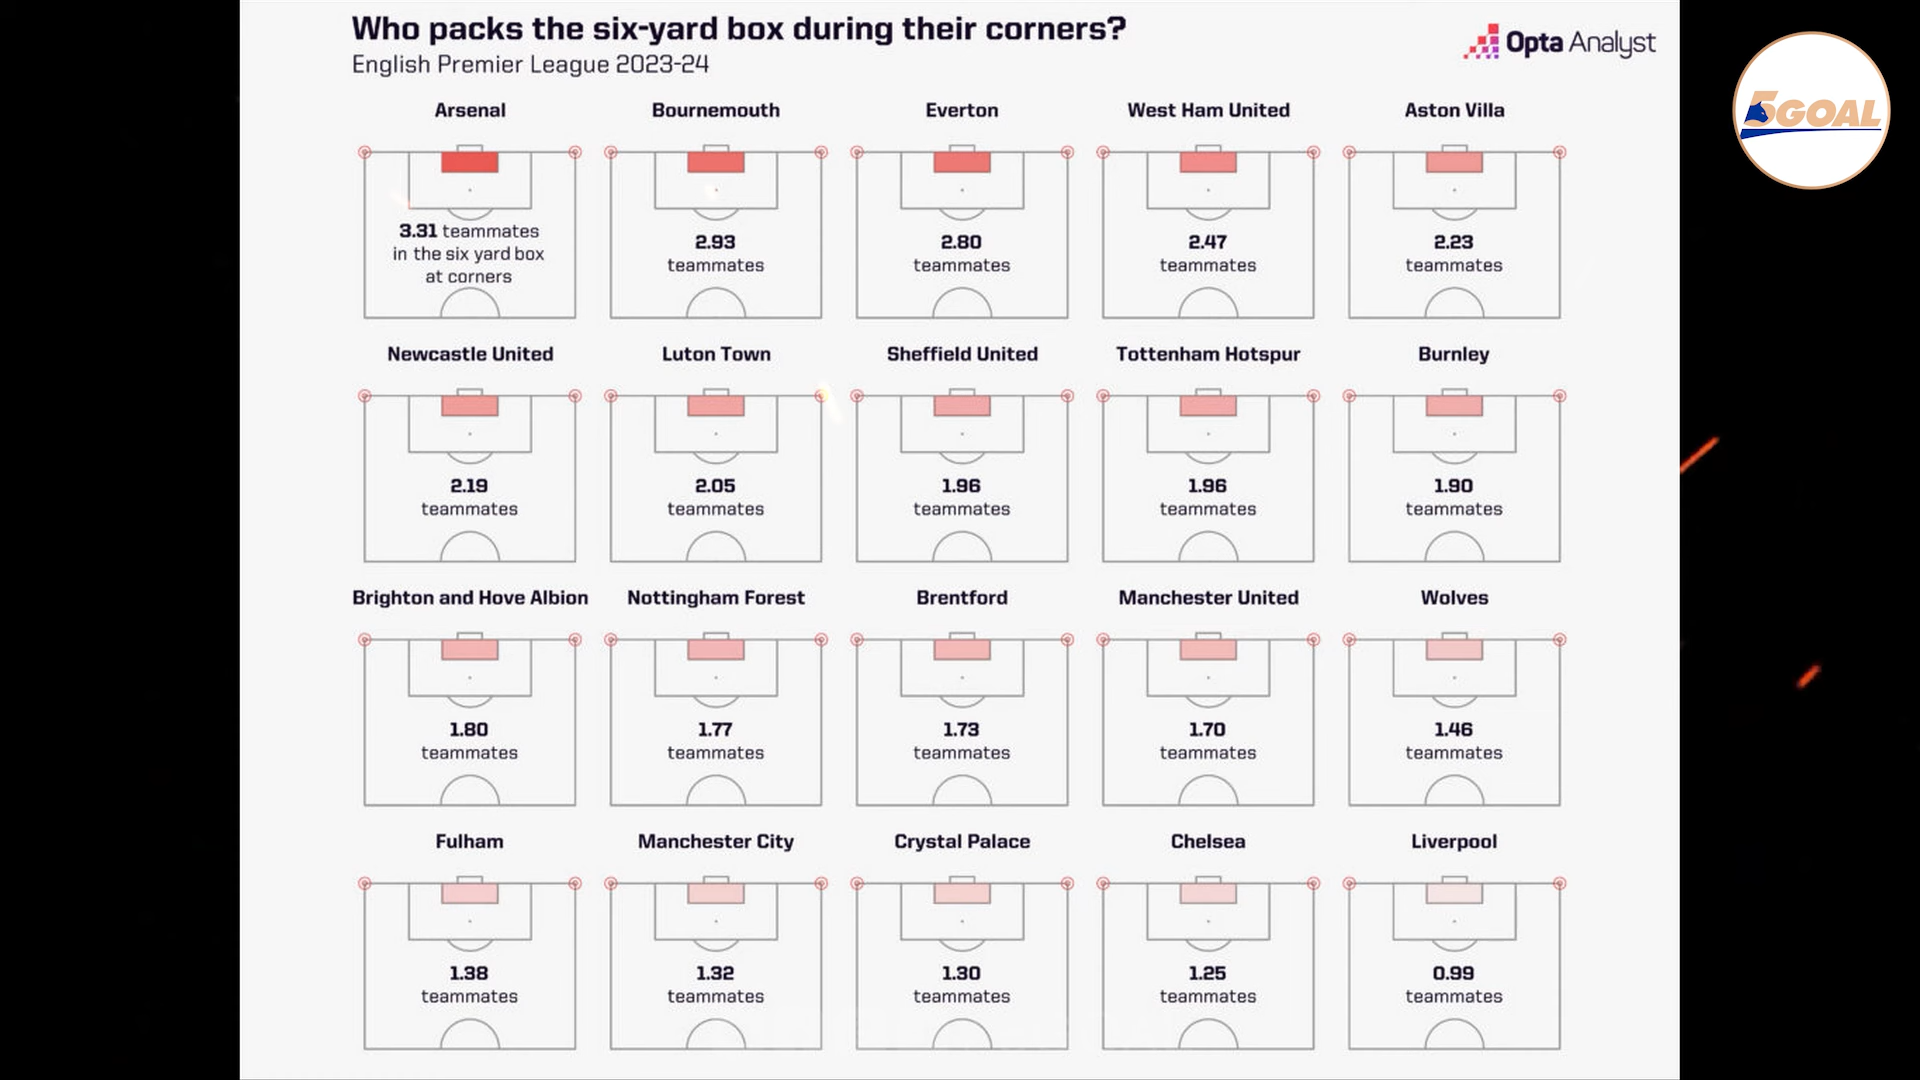 Who packs the six-yard box during their corners?
English Premier League 2023-24
Opta Analyst
5GOAL
Arsenal
Bournemouth
Everton
West Ham United
Aston Villa
3.31 teammates
in the six yard box
at corners
2.93
teammates
2.80
teammates
2.47
teammates
2.23
teammates
Newcastle United
Luton Town
Sheffield United
Tottenham Hotspur
Burnley
2.19
teammates
2.05
teammates
1.96
teammates
1.96
teammates
1.90
teammates
Brighton and Hove Albion
Nottingham Forest
Brentford
Manchester United
Wolves
1.80
teammates
1.77
teammates
1.73
teammates
1.70
teammates
1.46
teammates
Fulham
Manchester City
Crystal Palace
Chelsea
Liverpool
1.38
teammates
1.32
teammates
1.30
teammates
1.25
teammates
0.99
teammates